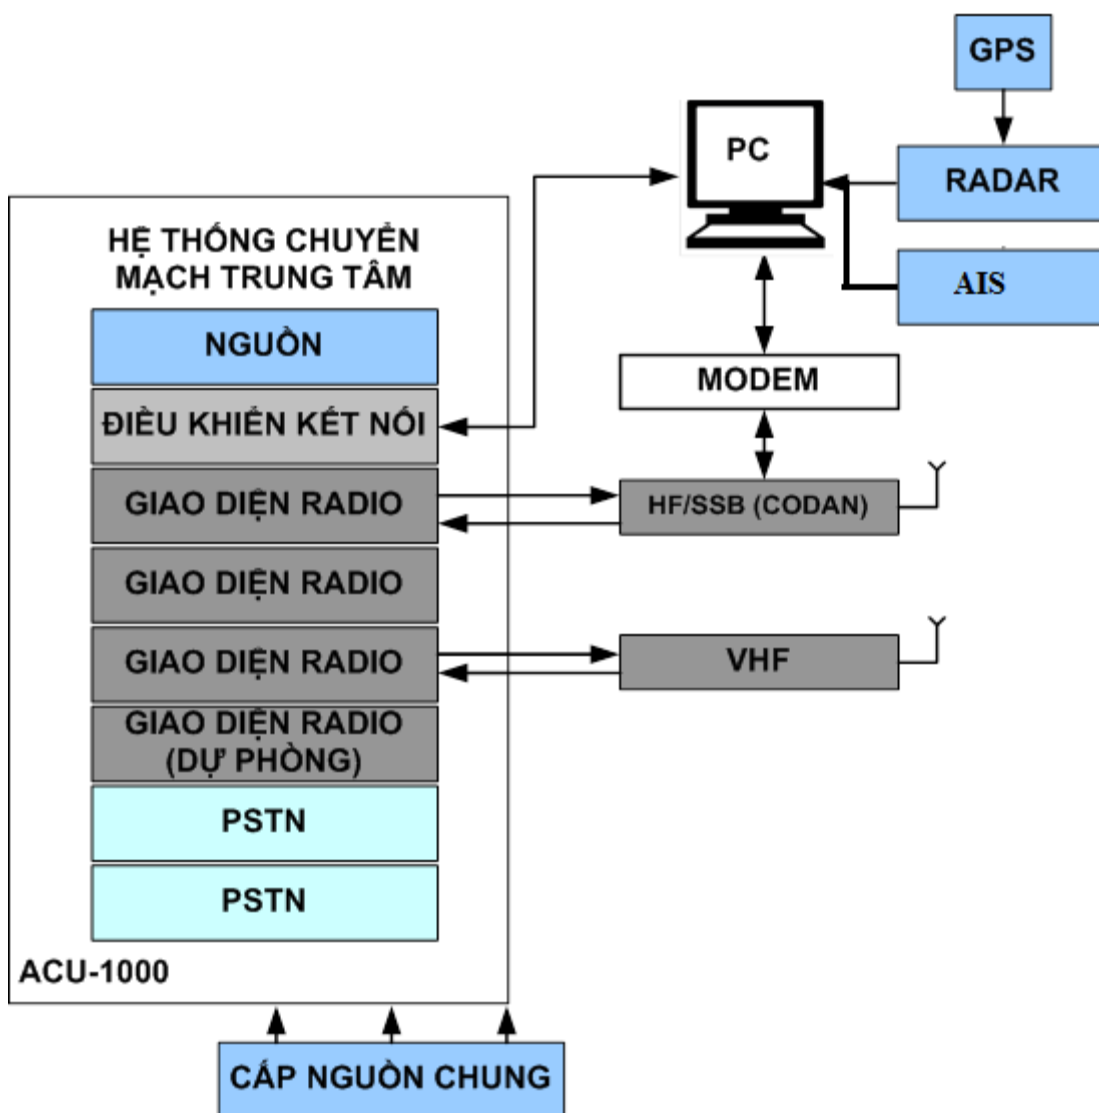 GPS
PC
RADAR
HỆ THỐNG CHUYỂN
MẠCH TRUNG TÂM
AIS
NGUỒN
MODEM
ĐIỀU KHIỂN KẾT NỐI
GIAO DIỆN RADIO
HF/SSB (CODAN)
GIAO DIỆN RADIO
GIAO DIỆN RADIO
VHF
GIAO DIỆN RADIO
(DỰ PHÒNG)
PSTN
PSTN
ACU-1000
CẤP NGUỒN CHUNG